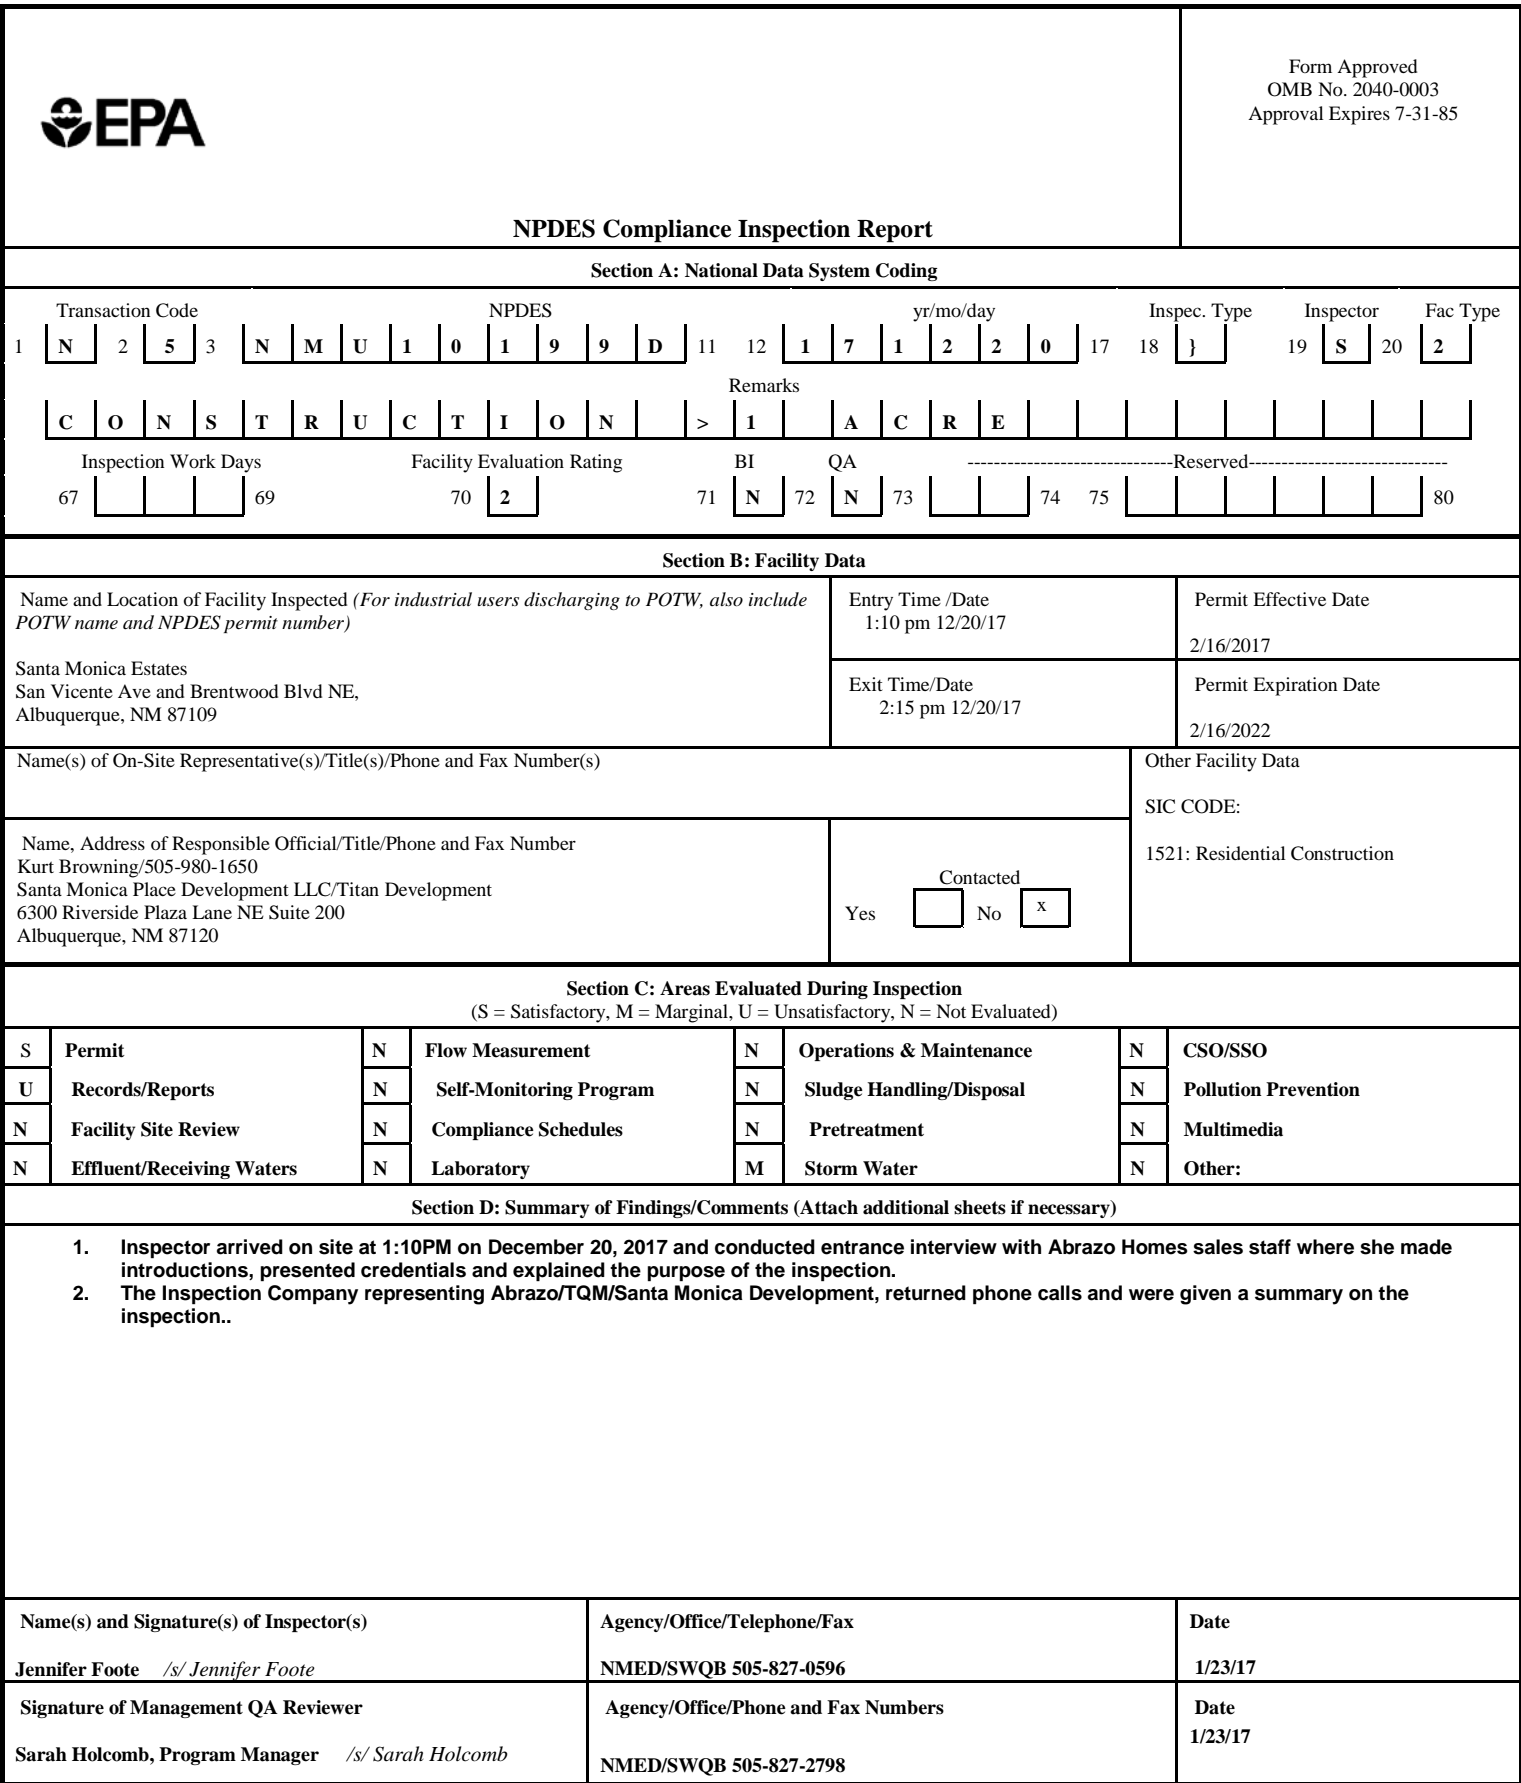 EPA
Form Approved
OMB No. 2040-0003
Approval Expires 7-31-85
NPDES Compliance Inspection Report
Section A: National Data System Coding
Transaction Code NPDES yr/mo/day Inspec. Type Inspector Fac Type
1 N 2 5 3 N M U 1 0 1 9 9 D 11 12 1 7 1 2 2 0 17 18 } 19 S 20 2
Remarks
C O N S T R U C T I O N > 1 A C R E
Inspection Work Days Facility Evaluation Rating BI QA -------------------------------Reserved------------------------------
67 69 70 2 71 N 72 N 73 74 75 80
Section B: Facility Data
Name and Location of Facility Inspected (For industrial users discharging to POTW, also include
POTW name and NPDES permit number)
Santa Monica Estates
San Vicente Ave and Brentwood Blvd NE,
Albuquerque, NM 87109
Entry Time /Date
1:10 pm 12/20/17
Permit Effective Date
2/16/2017
Exit Time/Date
2:15 pm 12/20/17
Permit Expiration Date
2/16/2022
Name(s) of On-Site Representative(s)/Title(s)/Phone and Fax Number(s)
Other Facility Data
SIC CODE:
1521: Residential Construction
Name, Address of Responsible Official/Title/Phone and Fax Number
Kurt Browning/505-980-1650
Santa Monica Place Development LLC/Titan Development
6300 Riverside Plaza Lane NE Suite 200
Albuquerque, NM 87120
Contacted
Yes No x
Section C: Areas Evaluated During Inspection
(S = Satisfactory, M = Marginal, U = Unsatisfactory, N = Not Evaluated)
S Permit N Flow Measurement N Operations & Maintenance N CSO/SSO
U Records/Reports N Self-Monitoring Program N Sludge Handling/Disposal N Pollution Prevention
N Facility Site Review N Compliance Schedules N Pretreatment N Multimedia
N Effluent/Receiving Waters N Laboratory M Storm Water N Other:
Section D: Summary of Findings/Comments (Attach additional sheets if necessary)
1. Inspector arrived on site at 1:10PM on December 20, 2017 and conducted entrance interview with Abrazo Homes sales staff where she made
introductions, presented credentials and explained the purpose of the inspection.
2. The Inspection Company representing Abrazo/TQM/Santa Monica Development, returned phone calls and were given a summary on the
inspection..
Name(s) and Signature(s) of Inspector(s) Agency/Office/Telephone/Fax Date
Jennifer Foote /s/ Jennifer Foote NMED/SWQB 505-827-0596 1/23/17
Signature of Management QA Reviewer Agency/Office/Phone and Fax Numbers Date
1/23/17
Sarah Holcomb, Program Manager /s/ Sarah Holcomb NMED/SWQB 505-827-2798